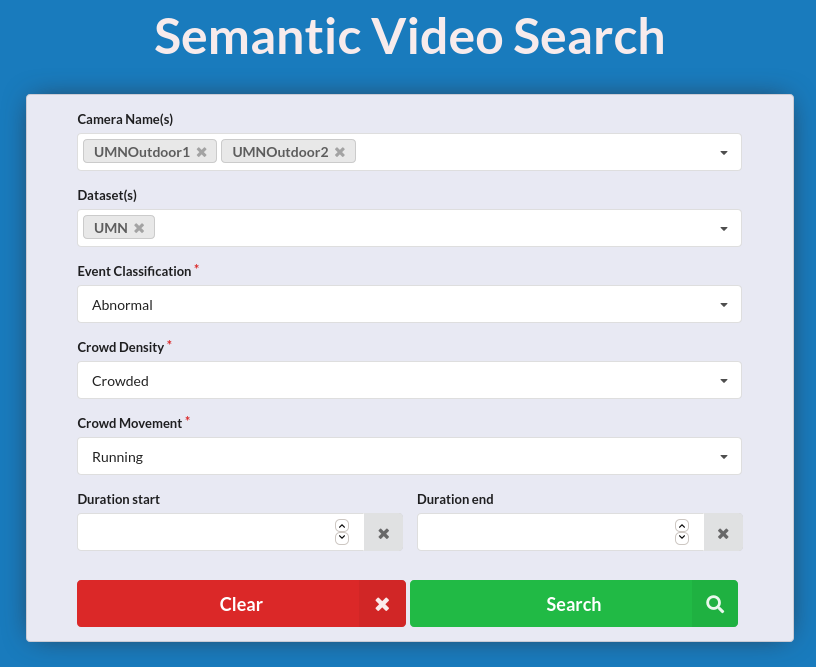 Semantic Video Search
Camera Name(s)
UMNOutdoor1 UMNOutdoor2
Dataset(s)
UMN
Event Classification *
Abnormal
Crowd Density *
Crowded
Crowd Movement *
Running
Duration start Duration end
Clear Search